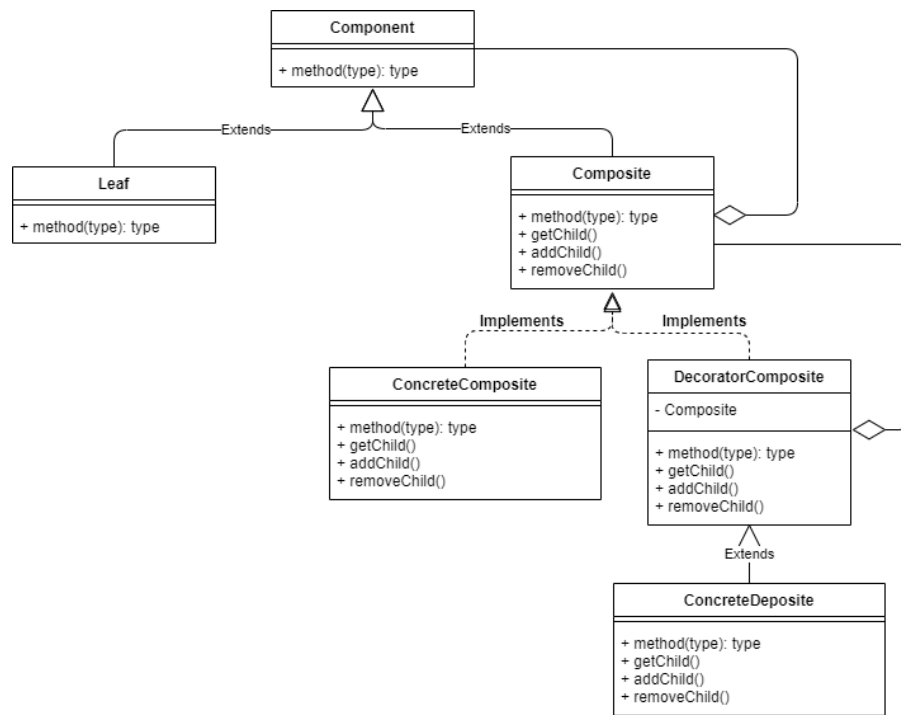 Component
+ method(type): type
Extends
Extends
Leaf
+ method(type): type
Composite
+ method(type): type
+ getChild()
+ addChild()
+ removeChild()
Implements
Implements
ConcreteComposite
+ method(type): type
+ getChild()
+ addChild()
+ removeChild()
DecoratorComposite
- Composite
+ method(type): type
+ getChild()
+ addChild()
+ removeChild()
Extends
ConcreteDeposite
+ method(type): type
+ getChild()
+ addChild()
+ removeChild()